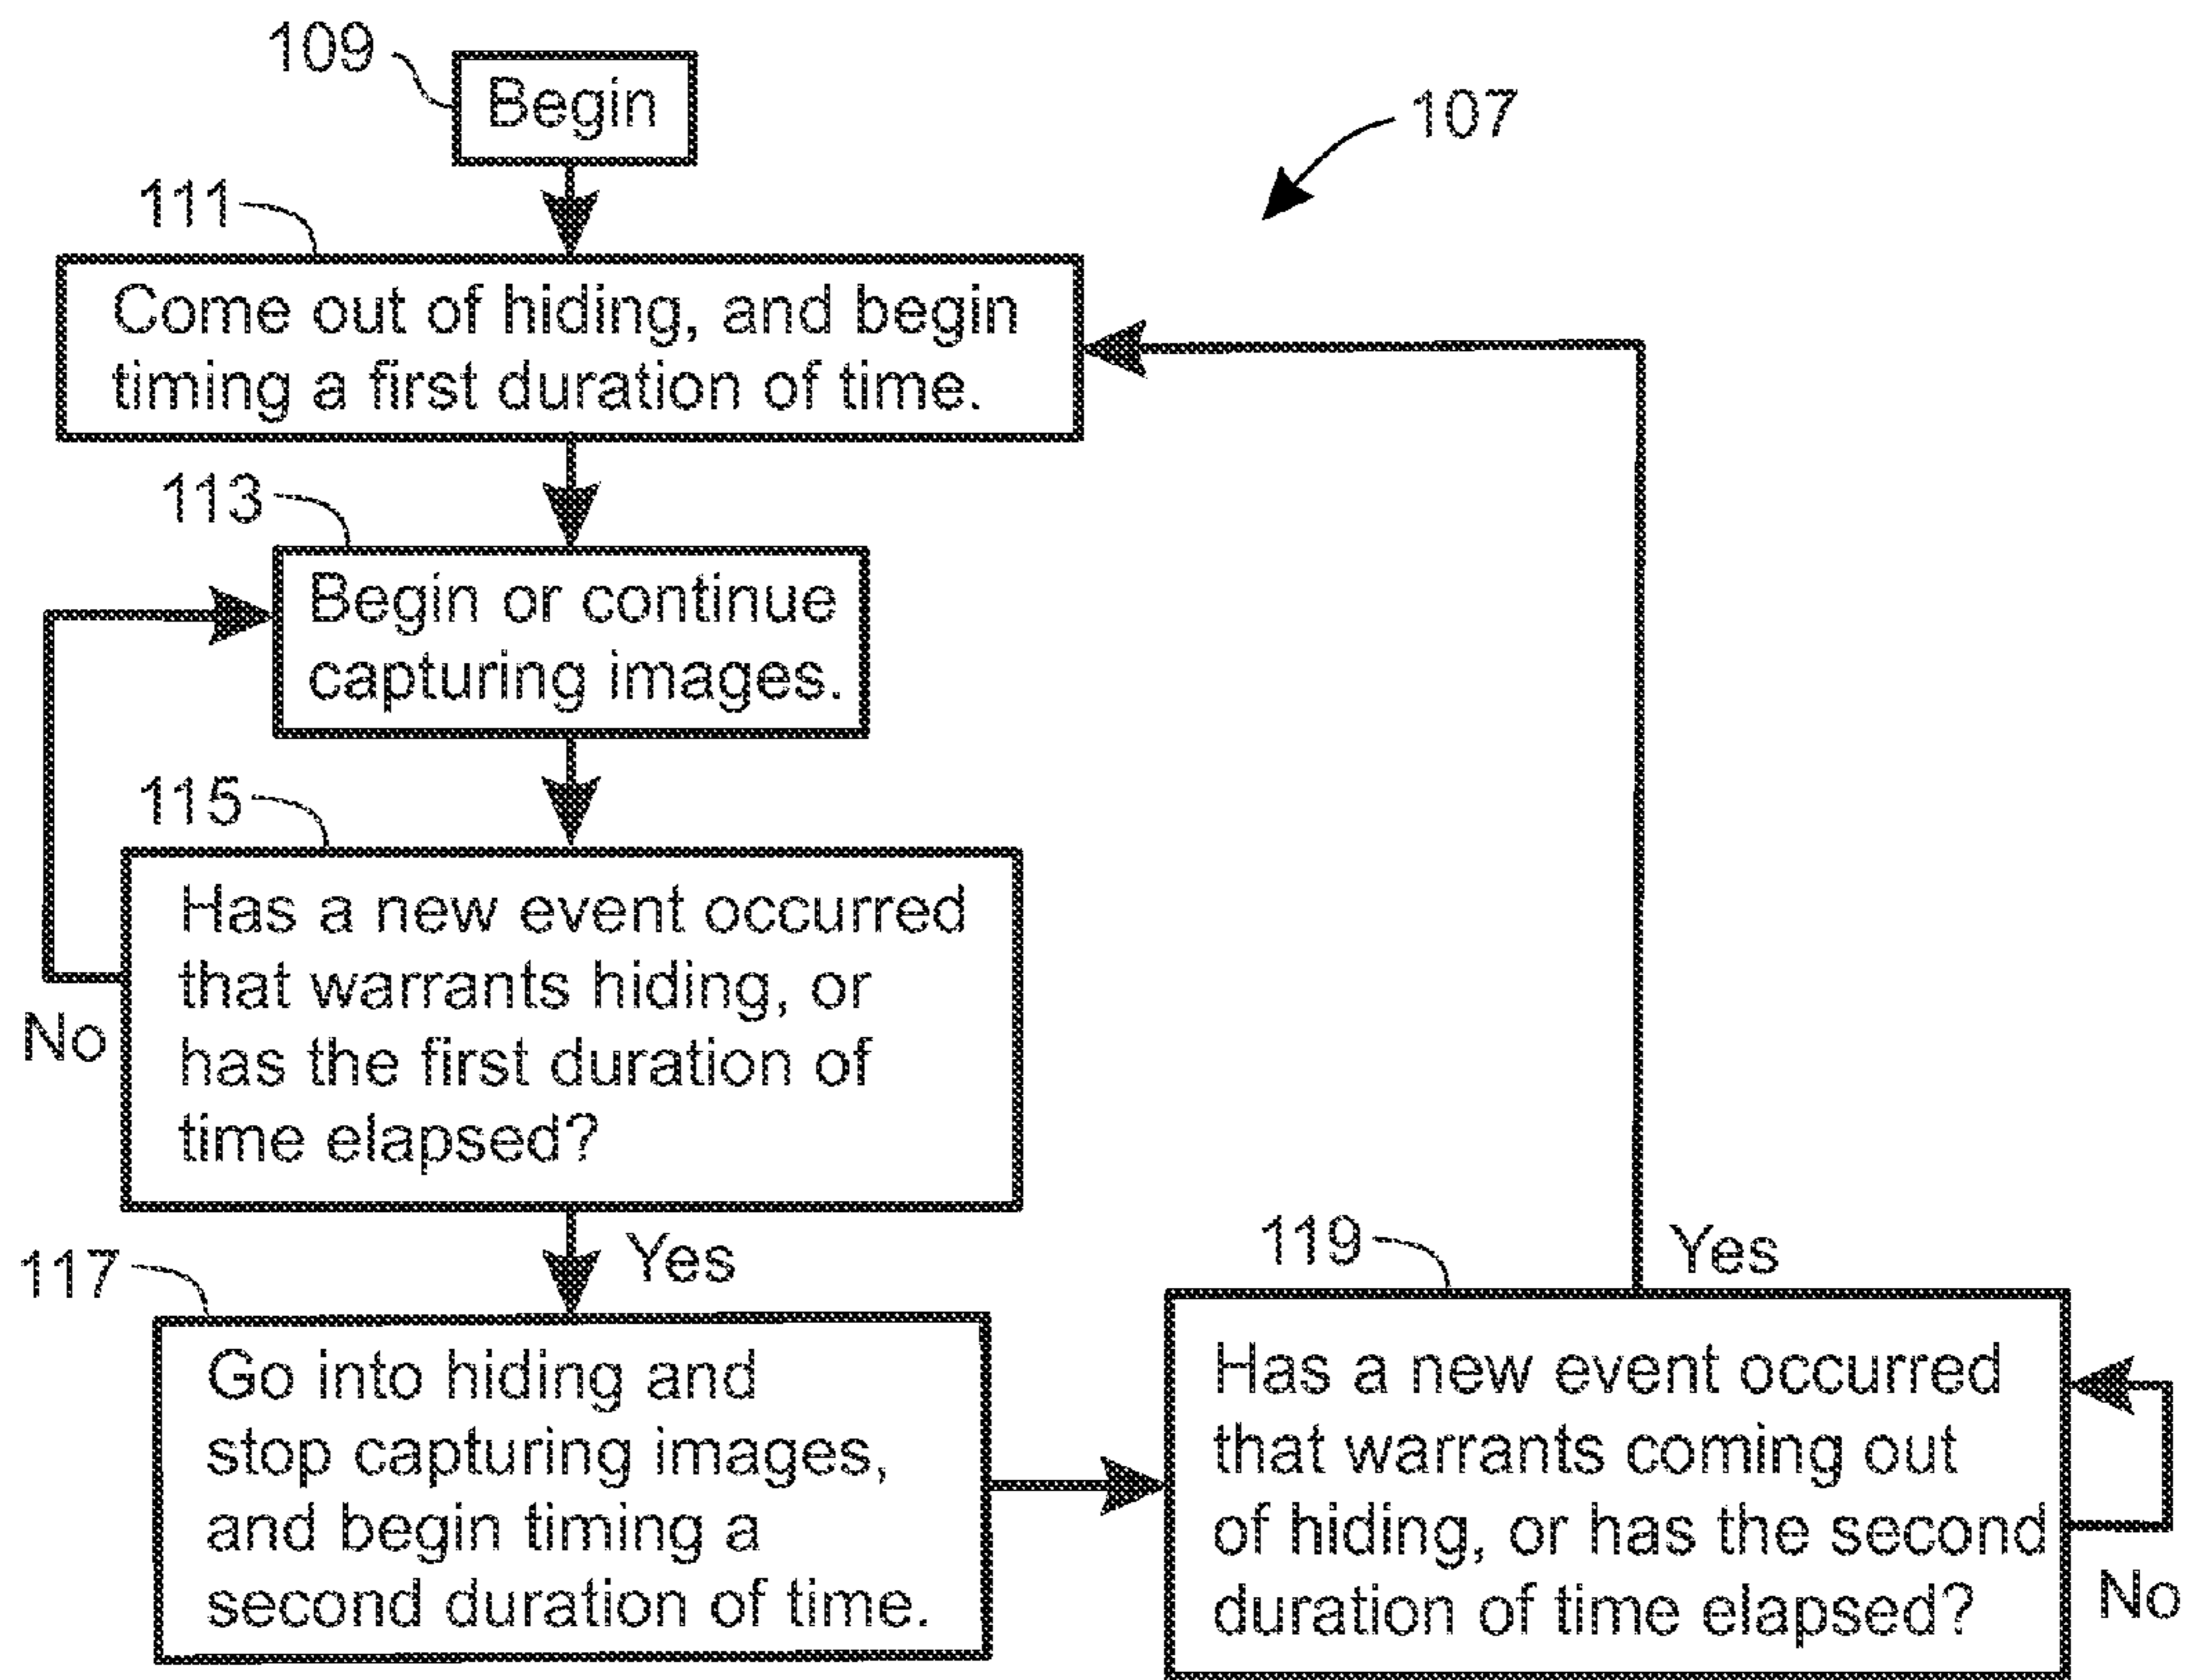 109
Begin
107
111
Come out of hiding, and begin
timing a first duration of time.
113
Begin or continue
capturing images.
115
Has a new event occurred
that warrants hiding, or
has the first duration of
time elapsed?
No
Yes
117
Go into hiding and
stop capturing images,
and begin timing a
second duration of time.
119
Yes
Has a new event occurred
that warrants coming out
of hiding, or has the second
duration of time elapsed?
No